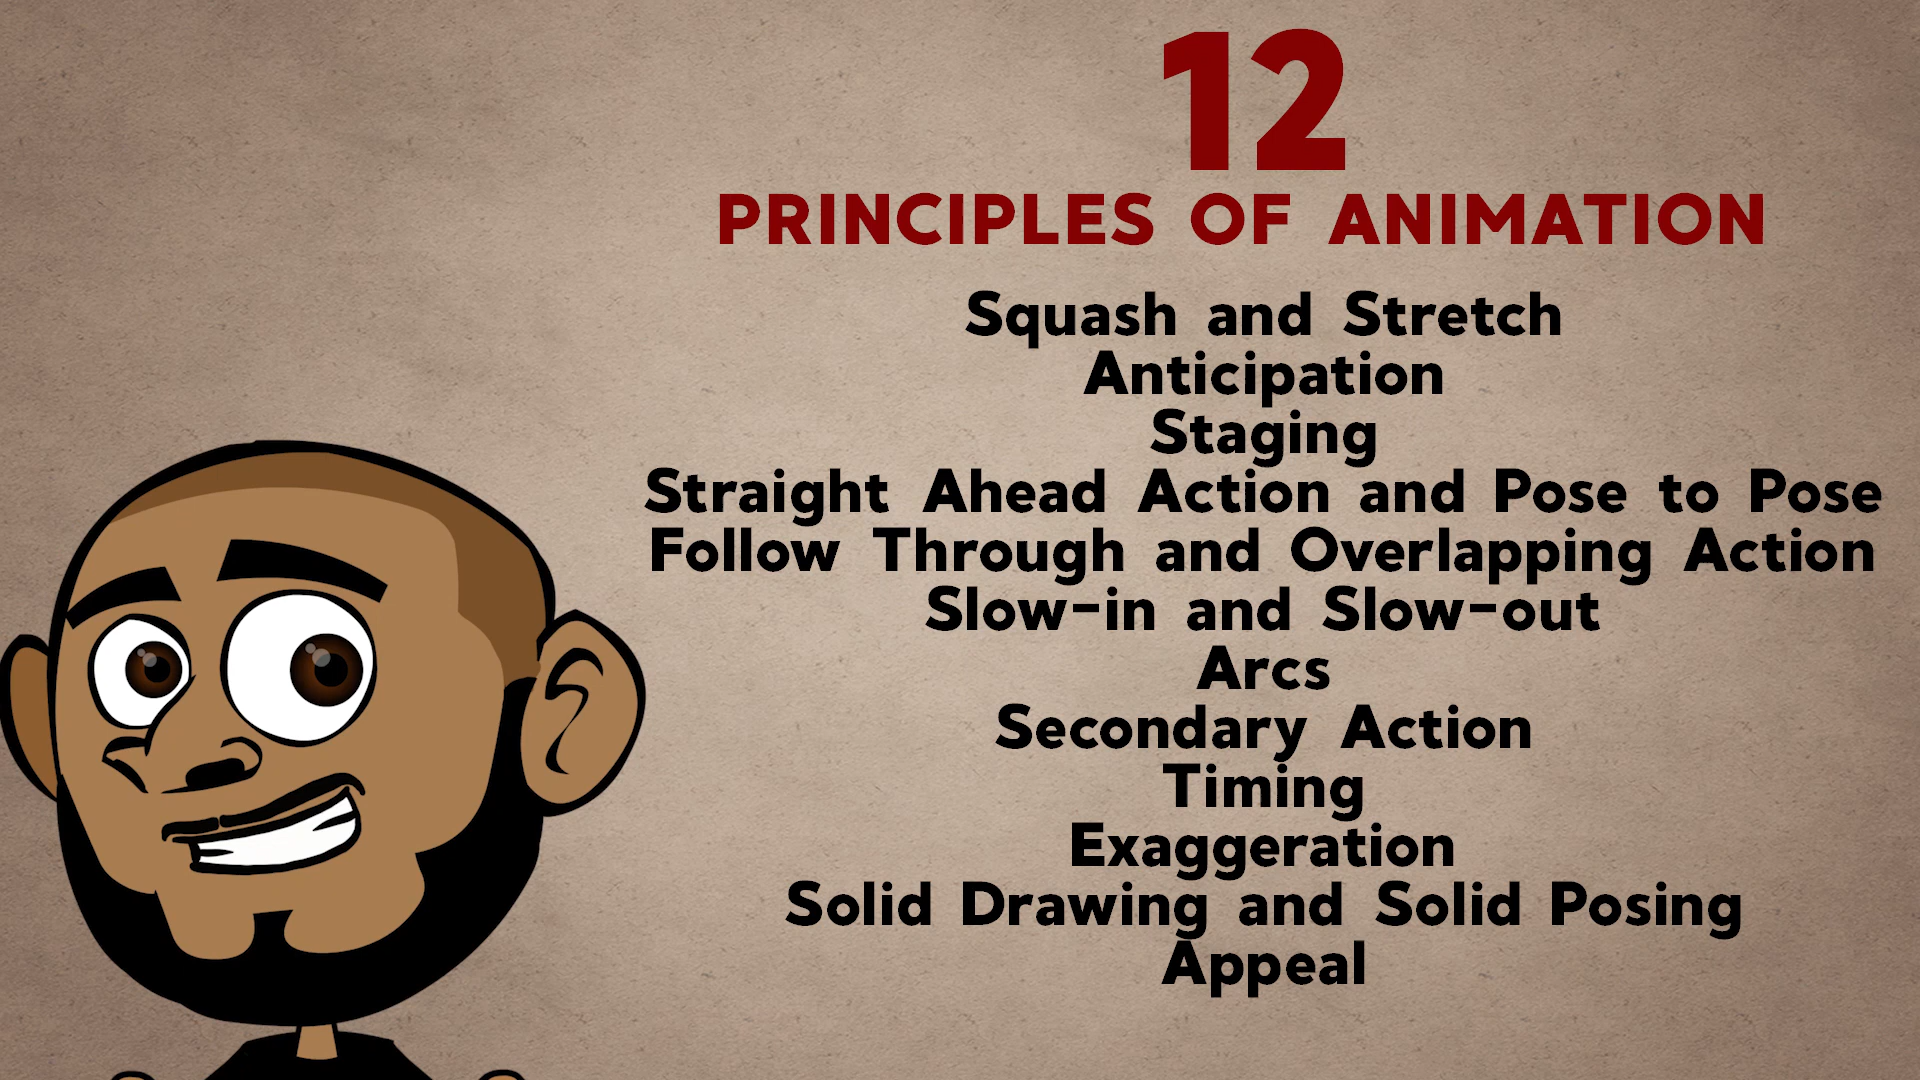 12
PRINCIPLES OF ANIMATION
Squash and Stretch
Anticipation
Staging
Straight Ahead Action and Pose to Pose
Follow Through and Overlapping Action
Slow-in and Slow-out
Arcs
Secondary Action
Timing
Exaggeration
Solid Drawing and Solid Posing
Appeal